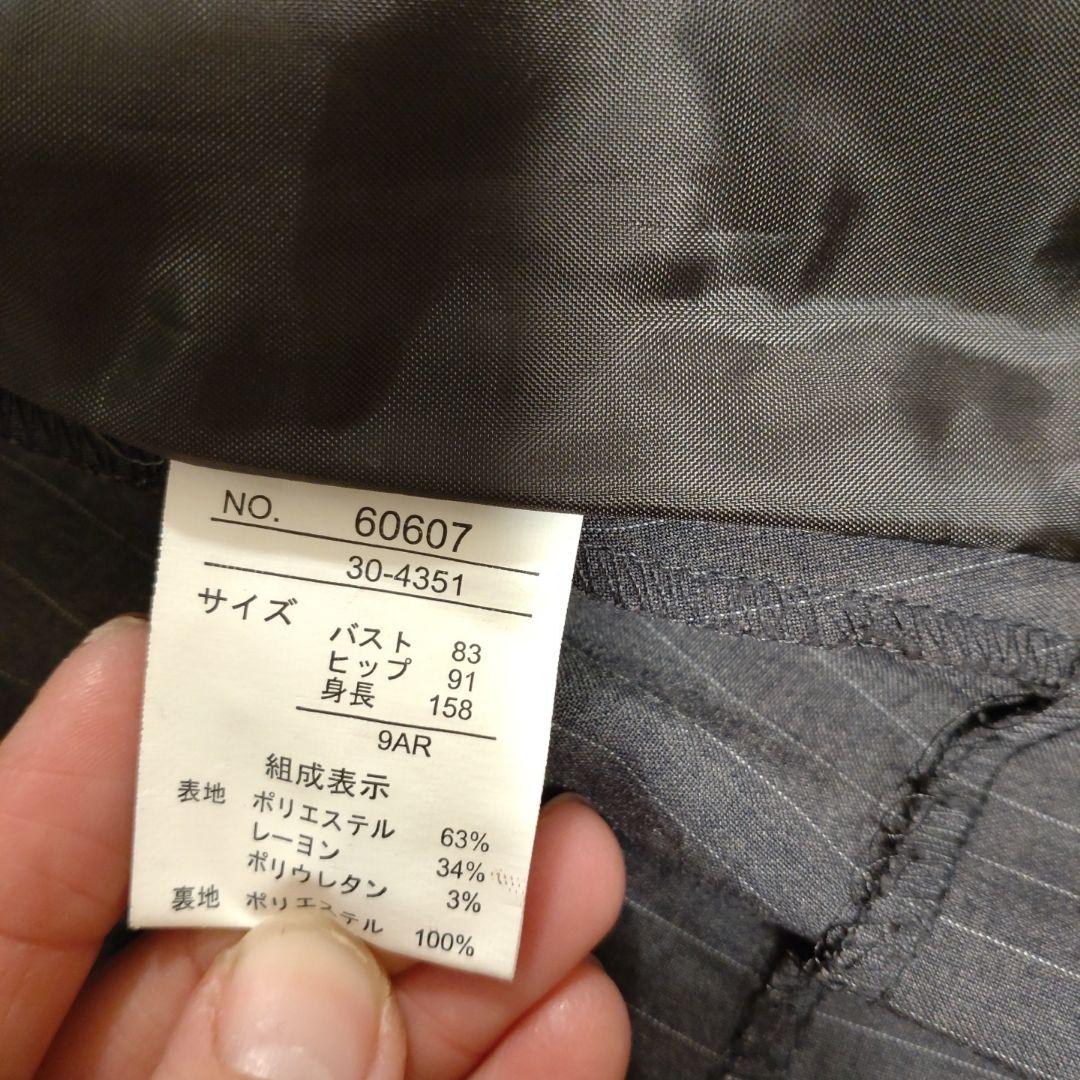 NO. 60607
30-4351
サイズ
バスト 83
ヒップ 91
身長 158
9AR
組成表示
表地 ポリエステル 63%
レーヨン 34%
ポリウレタン 3%
裏地 ポリエステル 100%